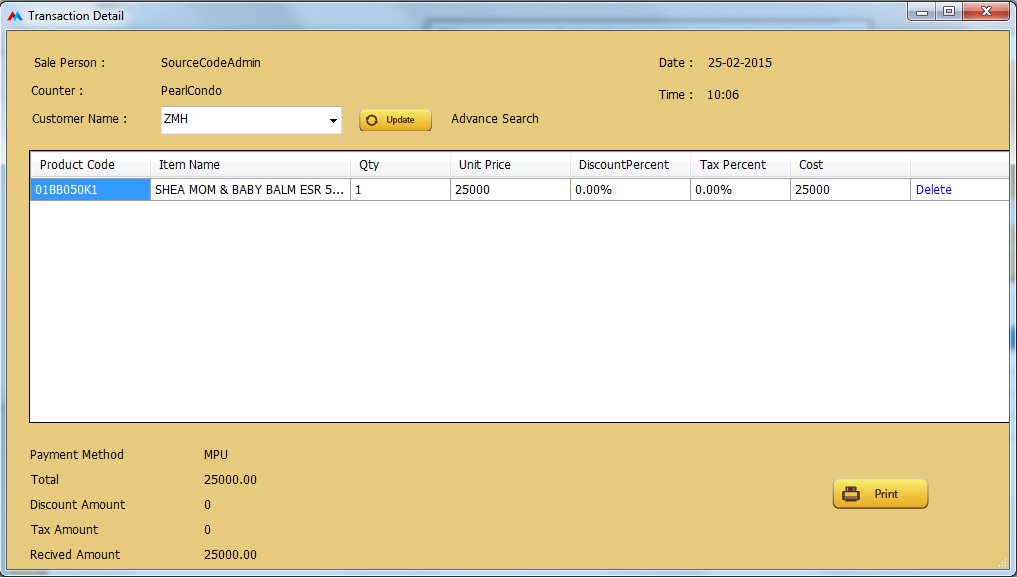 Transaction Detail
Sale Person : SourceCodeAdmin Date : 25-02-2015
Counter : PearlCondo Time : 10:06
Customer Name : ZMH Update Advance Search
Product Code Item Name Qty Unit Price DiscountPercent Tax Percent Cost
01BB050K1 SHEA MOM & BABY BALM ESR 5... 1 25000 0.00% 0.00% 25000 Delete
Payment Method MPU
Total 25000.00
Print
Discount Amount 0
Tax Amount 0
Recived Amount 25000.00